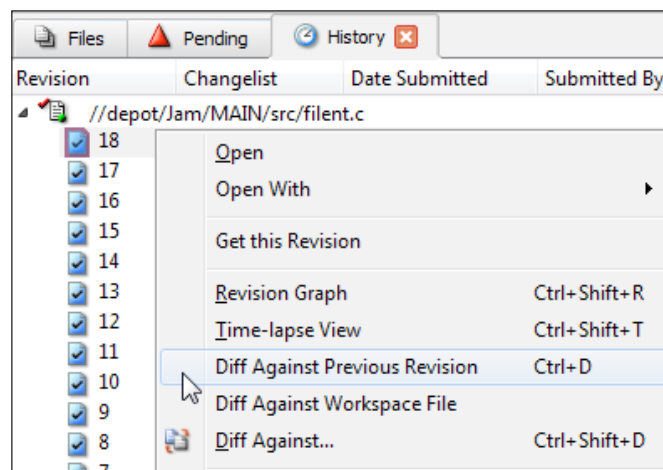 Files Pending History
Revision Changelist Date Submitted Submitted By
//depot/Jam/MAIN/src/filent.c
18
Open
17
Open With
16
15
Get this Revision
14
13
Revision Graph Ctrl+Shift+R
12
Time-lapse View Ctrl+Shift+T
11
Diff Against Previous Revision Ctrl+D
10
Diff Against Workspace File
9
8
Diff Against... Ctrl+Shift+D